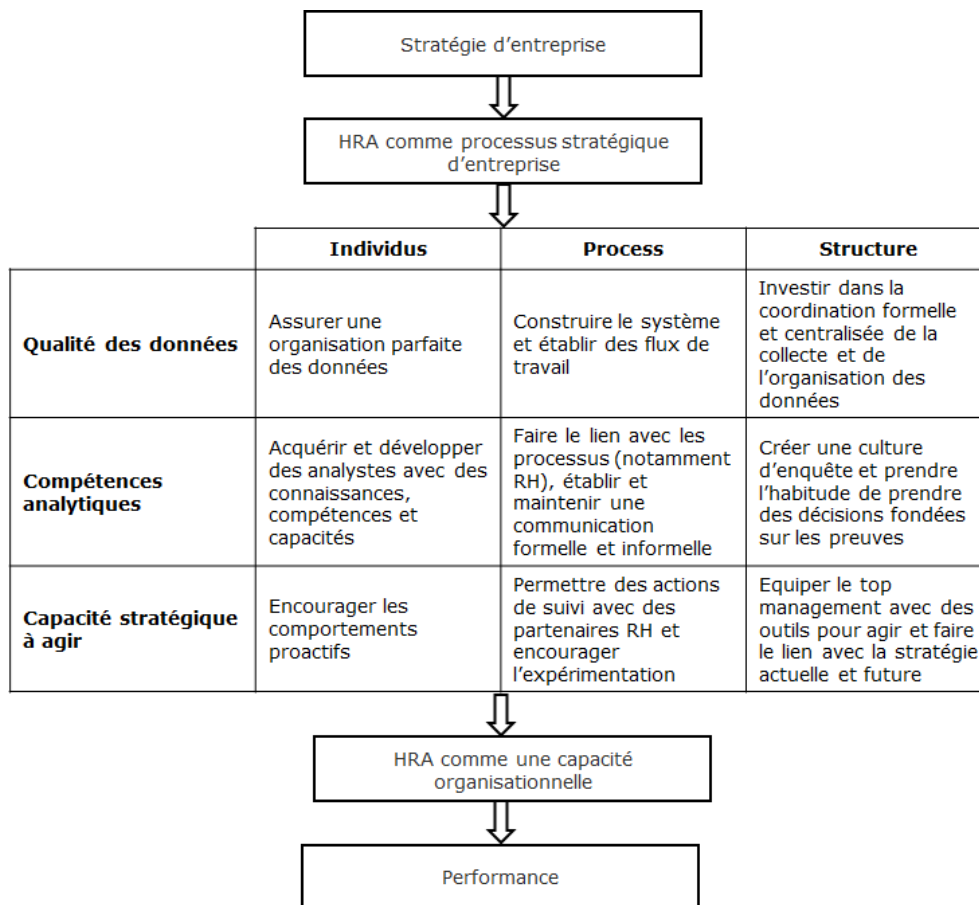 Stratégie d'entreprise
HRA comme processus stratégique
d'entreprise
Individus
Process
Structure
Qualité des données
Assurer une
organisation parfaite
des données
Construire le système
et établir des flux de
travail
Investir dans la
coordination formelle
et centralisée de la
collecte et de
l'organisation des
données
Compétences
analytiques
Acquérir et développer
des analystes avec des
connaissances,
compétences et
capacités
Faire le lien avec les
processus (notamment
RH), établir et
maintenir une
communication
formelle et informelle
Créer une culture
d'enquête et prendre
l'habitude de prendre
des décisions fondées
sur les preuves
Capacité stratégique
à agir
Encourager les
comportements
proactifs
Permettre des actions
de suivi avec des
partenaires RH et
encourager
l'expérimentation
Equiper le top
management avec des
outils pour agir et faire
le lien avec la stratégie
actuelle et future
HRA comme une capacité
organisationnelle
Performance